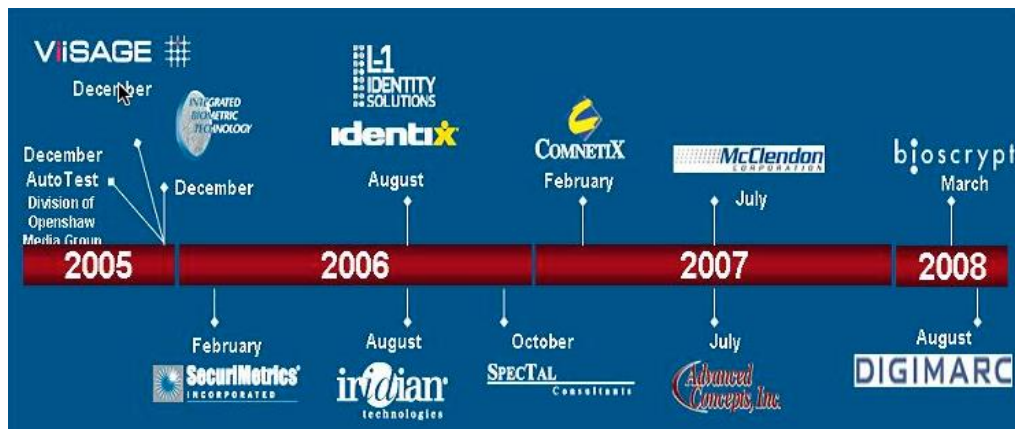 ViiSAGE
December
INTEGRATED
BIOMETRIC
TECHNOLOGY
December
AutoTest
Division of
Openshaw
Media Group
December
L-1
IDENTITY
SOLUTIONS
identix
August
COMNETIX
February
McClendon
CORPORATION
July
bioscrypt
March
2005
2006
2007
2008
February
SecuriMetrics
INCORPORATED
August
iridian
technologies
October
SPECTAL
Consultants
July
Advanced
Concepts, Inc.
August
DIGIMARC